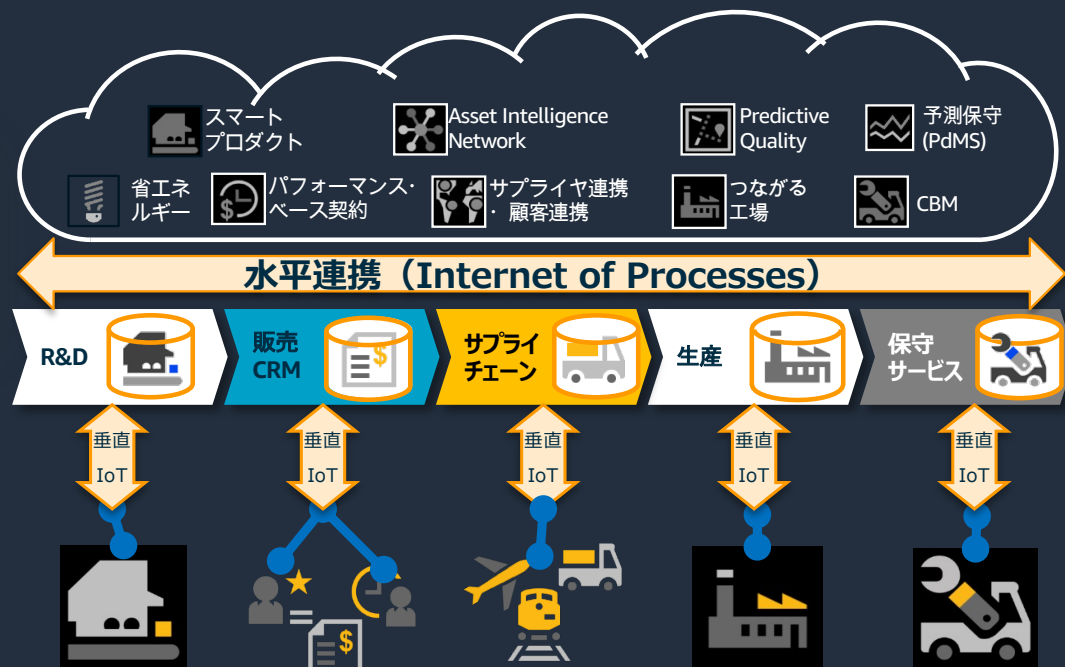 スマート
プロダクト
Asset Intelligence
Network
Predictive
Quality
予測保守
(PdMS)
省エネ
ルギー
$
パフォーマンス・
ベース契約
サプライヤ連携
・ 顧客連携
つながる
工場
CBM
水平連携（Internet of Processes）
R&D
販売
CRM
$
サプライ
チェーン
生産
保守
サービス
垂直
IoT
垂直
IoT
垂直
IoT
垂直
IoT
垂直
IoT
$